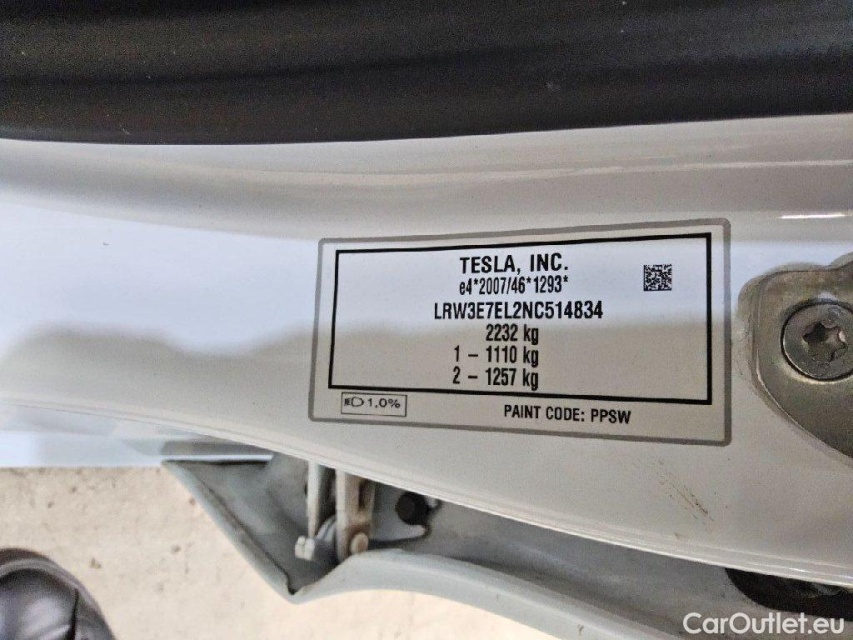 TESLA, INC.
e4*2007/46*1293*
LRW3E7EL2NC514834
2232 kg
1 - 1110 kg
2 - 1257 kg
1.0%
PAINT CODE: PPSW
CarOutlet.eu